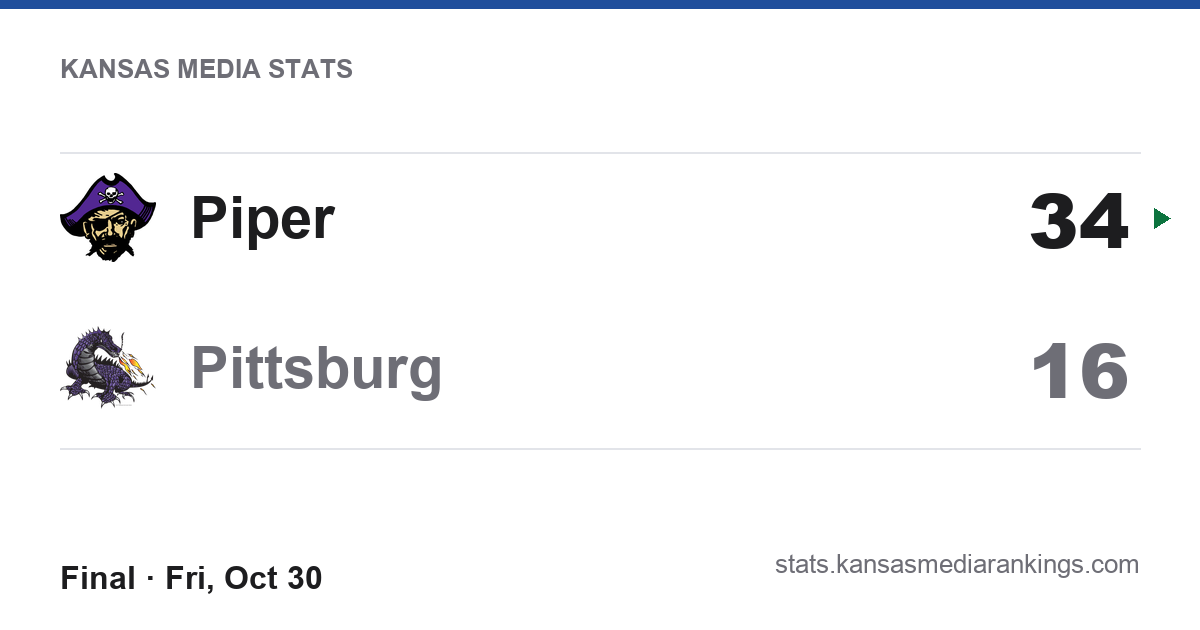 KANSAS MEDIA STATS
Piper 34
Pittsburg 16
Final · Fri, Oct 30
stats.kansasmediarankings.com